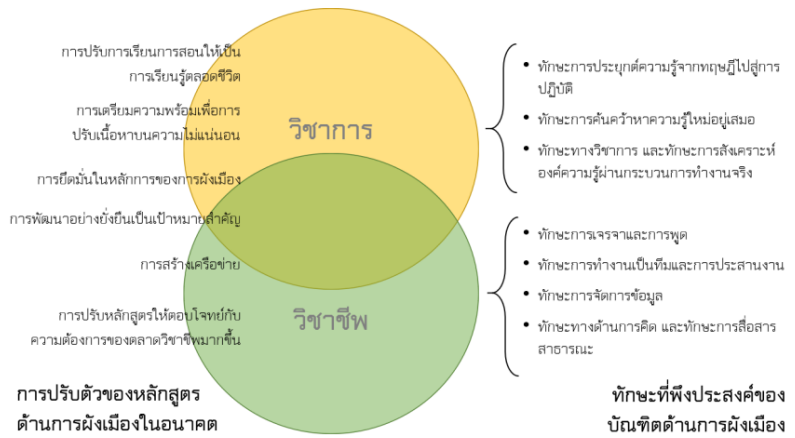 การปรับการเรียนการสอนให้เป็น
การเรียนรู้ตลอดชีวิต
การเตรียมความพร้อมเพื่อการ
ปรับเนื้อหาบนความไม่แน่นอน
การยึดมั่นในหลักการของการผังเมือง
การพัฒนาอย่างยั่งยืนเป็นเป้าหมายสำคัญ
การสร้างเครือข่าย
การปรับหลักสูตรให้ตอบโจทย์กับ
ความต้องการของตลาดวิชาชีพมากขึ้น
การปรับตัวของหลักสูตร
ด้านการผังเมืองในอนาคต
วิชาการ
วิชาชีพ
• ทักษะการประยุกต์ความรู้จากทฤษฎีไปสู่การ
ปฏิบัติ
• ทักษะการค้นคว้าหาความรู้ใหม่อยู่เสมอ
• ทักษะทางวิชาการ และทักษะการสังเคราะห์
องค์ความรู้ผ่านกระบวนการทำงานจริง
• ทักษะการเจรจาและการพูด
• ทักษะการทำงานเป็นทีมและการประสานงาน
• ทักษะการจัดการข้อมูล
• ทักษะทางด้านการคิด และทักษะการสื่อสาร
สาธารณะ
ทักษะที่พึงประสงค์ของ
บัณฑิตด้านการผังเมือง